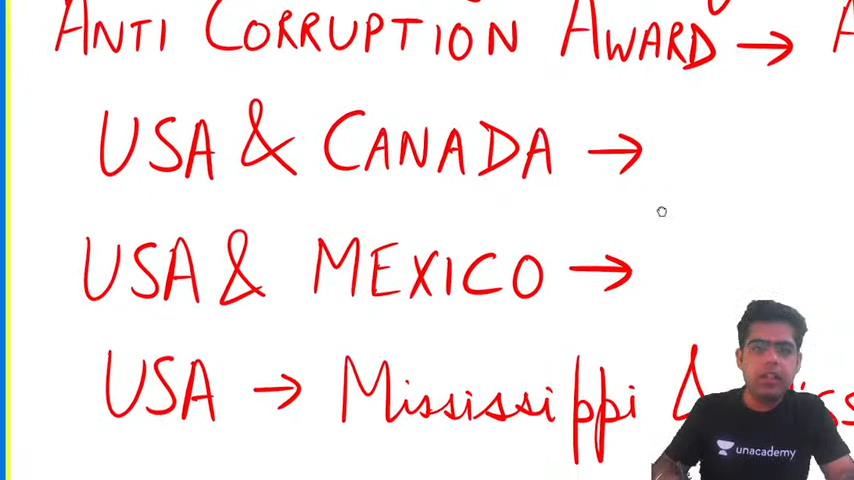 ANTI CORRUPTION AWARD →
USA & CANADA →
USA & MEXICO →
USA → Mississippi &
unacademy